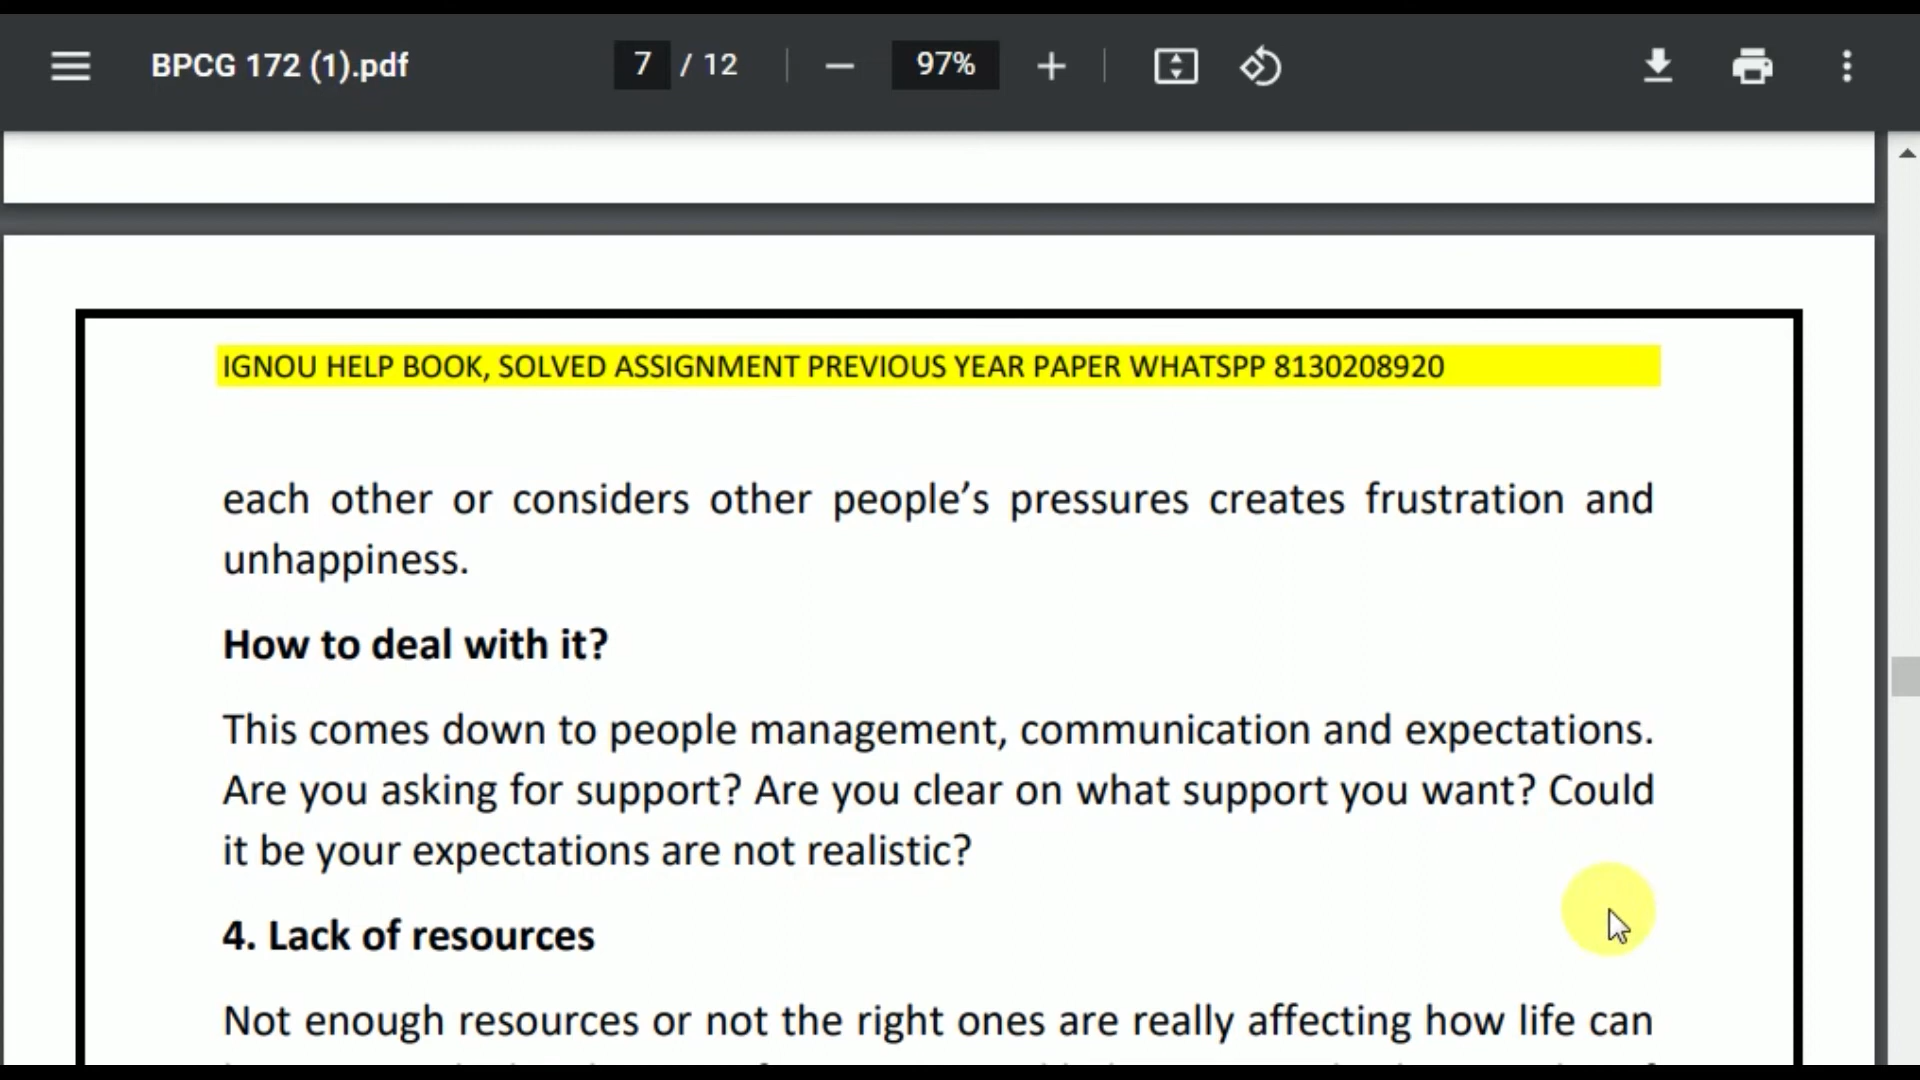 BPCG 172 (1).pdf
7 / 12
97%
IGNOU HELP BOOK, SOLVED ASSIGNMENT PREVIOUS YEAR PAPER WHATSPP 8130208920
each other or considers other people’s pressures creates frustration and
unhappiness.
How to deal with it?
This comes down to people management, communication and expectations.
Are you asking for support? Are you clear on what support you want? Could
it be your expectations are not realistic?
4. Lack of resources
Not enough resources or not the right ones are really affecting how life can